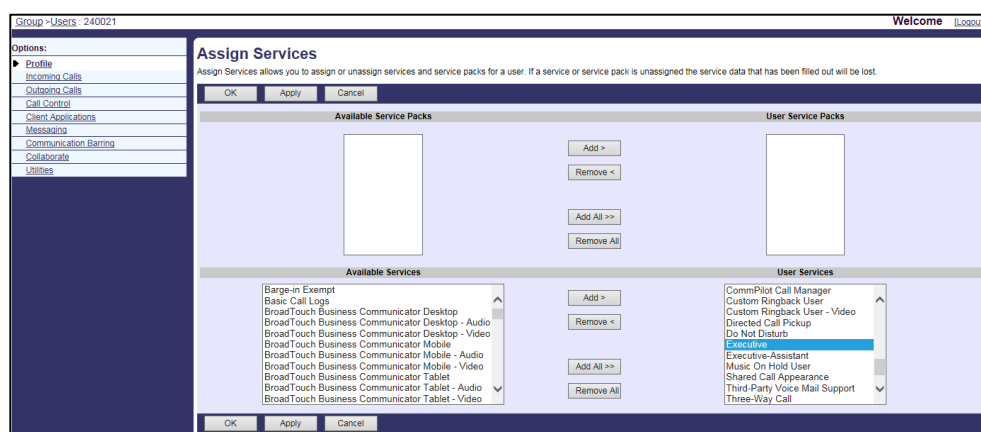 Group >Users : 240021
Welcome [Logout
Options:
Profile
Incoming Calls
Outgoing Calls
Call Control
Client Applications
Messaging
Communication Barring
Collaborate
Utilities
Assign Services
Assign Services allows you to assign or unassign services and service packs for a user. If a service or service pack is unassigned the service data that has been filled out will be lost.
OK Apply Cancel
Available Service Packs User Service Packs
Add >
Remove <
Add All >>
Remove All
Available Services User Services
Barge-in Exempt
Basic Call Logs
BroadTouch Business Communicator Desktop
BroadTouch Business Communicator Desktop - Audio
BroadTouch Business Communicator Desktop - Video
BroadTouch Business Communicator Mobile
BroadTouch Business Communicator Mobile - Audio
BroadTouch Business Communicator Mobile - Video
BroadTouch Business Communicator Tablet
BroadTouch Business Communicator Tablet - Audio
BroadTouch Business Communicator Tablet - Video
Add >
Remove <
Add All >>
Remove All
CommPilot Call Manager
Custom Ringback User
Custom Ringback User - Video
Directed Call Pickup
Do Not Disturb
Executive
Executive-Assistant
Music On Hold User
Shared Call Appearance
Third-Party Voice Mail Support
Three-Way Call
OK Apply Cancel